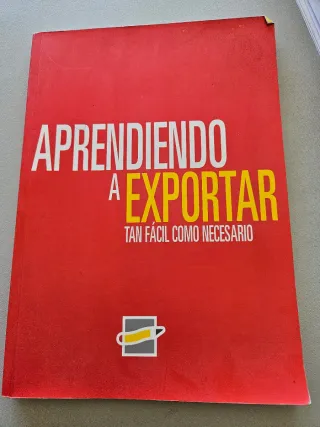 APRENDIENDO
A EXPORTAR
TAN FÁCIL COMO NECESARIO